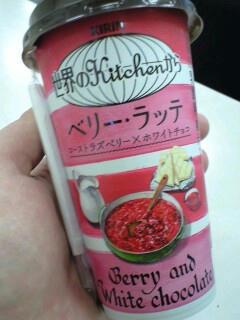 KIRIN
世界のKitchenから
ベリー・ラッテ
ローストラズベリー×ホワイトチョコ
Berry and
White chocolate